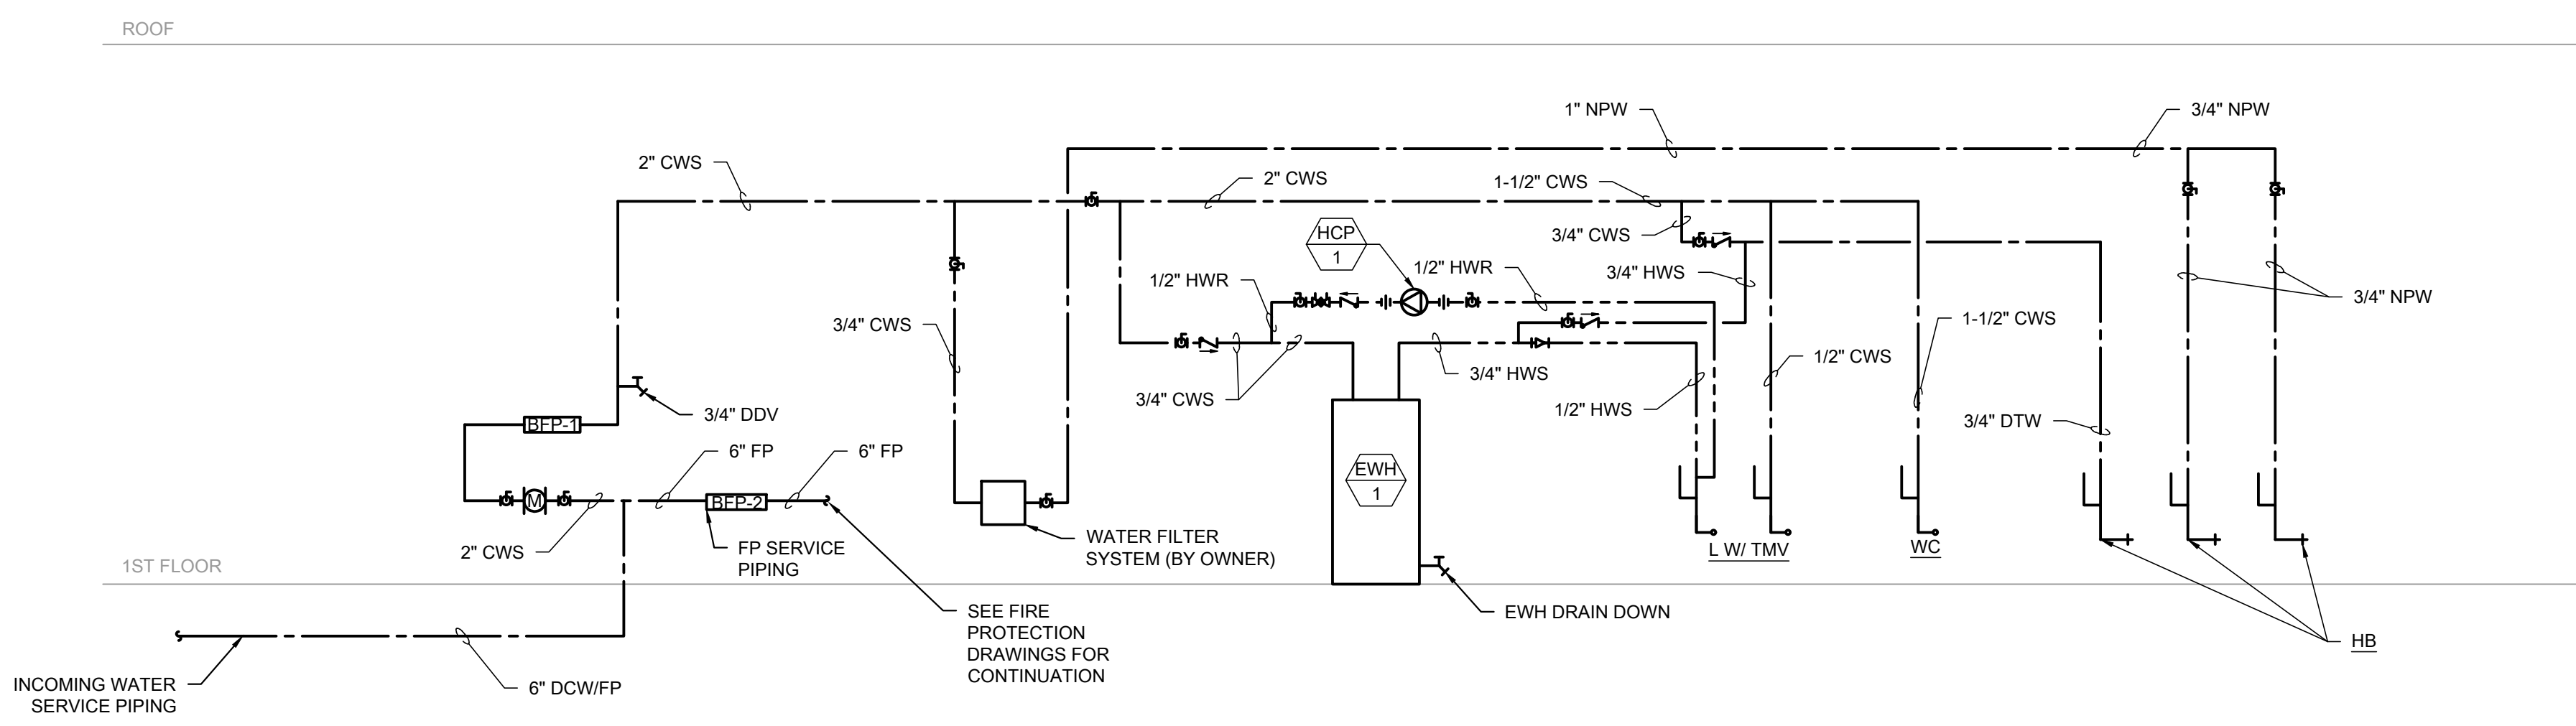 ROOF
1" NPW
3/4" NPW
2" CWS
2" CWS
1-1/2" CWS
HCP
1
3/4" CWS
1/2" HWR
1/2" HWR
3/4" HWS
3/4" NPW
3/4" CWS
1-1/2" CWS
1/2" CWS
3/4" HWS
3/4" CWS
1/2" HWS
3/4" DDV
BFP-1
3/4" DTW
6" FP
6" FP
EWH
1
M
BFP-2
2" CWS
FP SERVICE
PIPING
WATER FILTER
SYSTEM (BY OWNER)
L W/ TMV
WC
1ST FLOOR
SEE FIRE
PROTECTION
DRAWINGS FOR
CONTINUATION
EWH DRAIN DOWN
HB
INCOMING WATER
SERVICE PIPING
6" DCW/FP